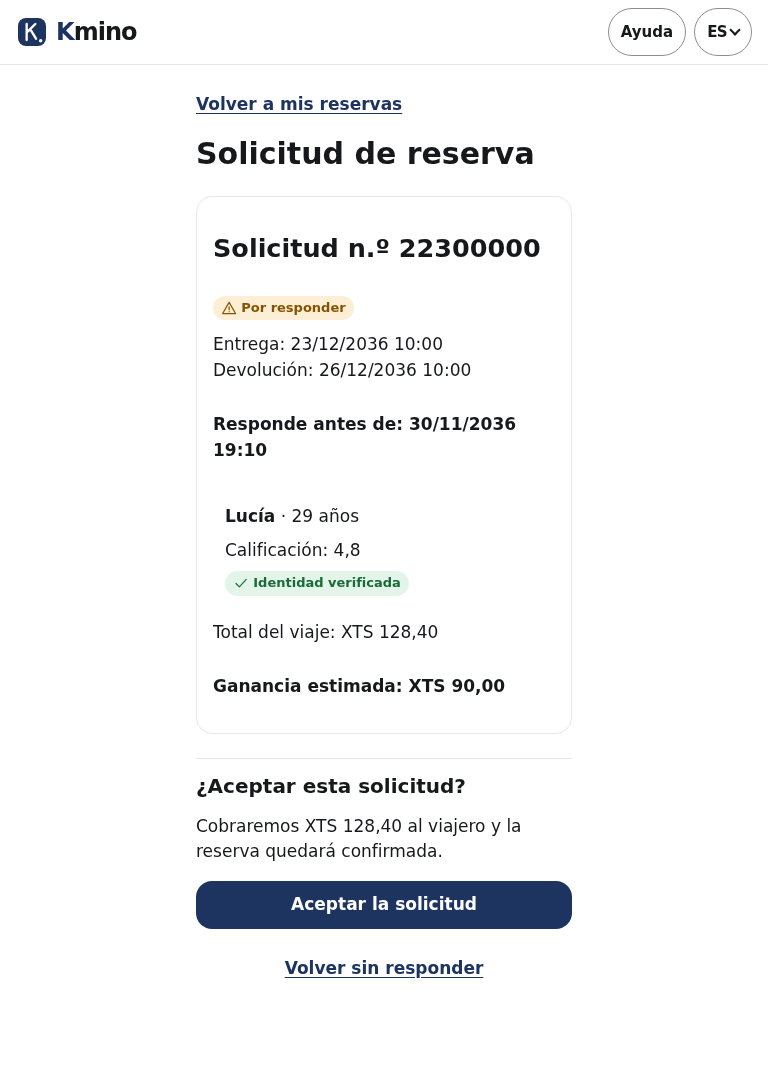 K. Kmino
Ayuda
ES
Volver a mis reservas
Solicitud de reserva
Solicitud n.º 22300000
Por responder
Entrega: 23/12/2036 10:00
Devolución: 26/12/2036 10:00
Responde antes de: 30/11/2036
19:10
Lucía · 29 años
Calificación: 4,8
Identidad verificada
Total del viaje: XTS 128,40
Ganancia estimada: XTS 90,00
¿Aceptar esta solicitud?
Cobraremos XTS 128,40 al viajero y la
reserva quedará confirmada.
Aceptar la solicitud
Volver sin responder